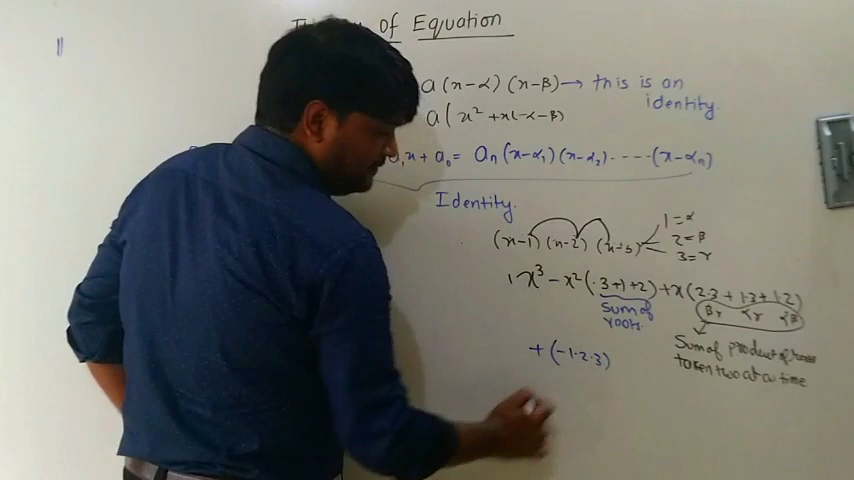 of Equation
a(x-α) (x-β) → this is an
identity.
a( x² + x(-α-β)
₁x + a₀ = aₙ(x-α₁) (x-α₂)-----(x-αₙ)
Identity.
(x-1) (x-2) (x-3)
1=α
2=β
3=γ
1x³ - x²(3+1+2) + x(2·3 + 1·3 + 1·2)
Sum of
roots
βγ αγ αβ
+ (-1·2·3)
Sum of product of
taken two at a time